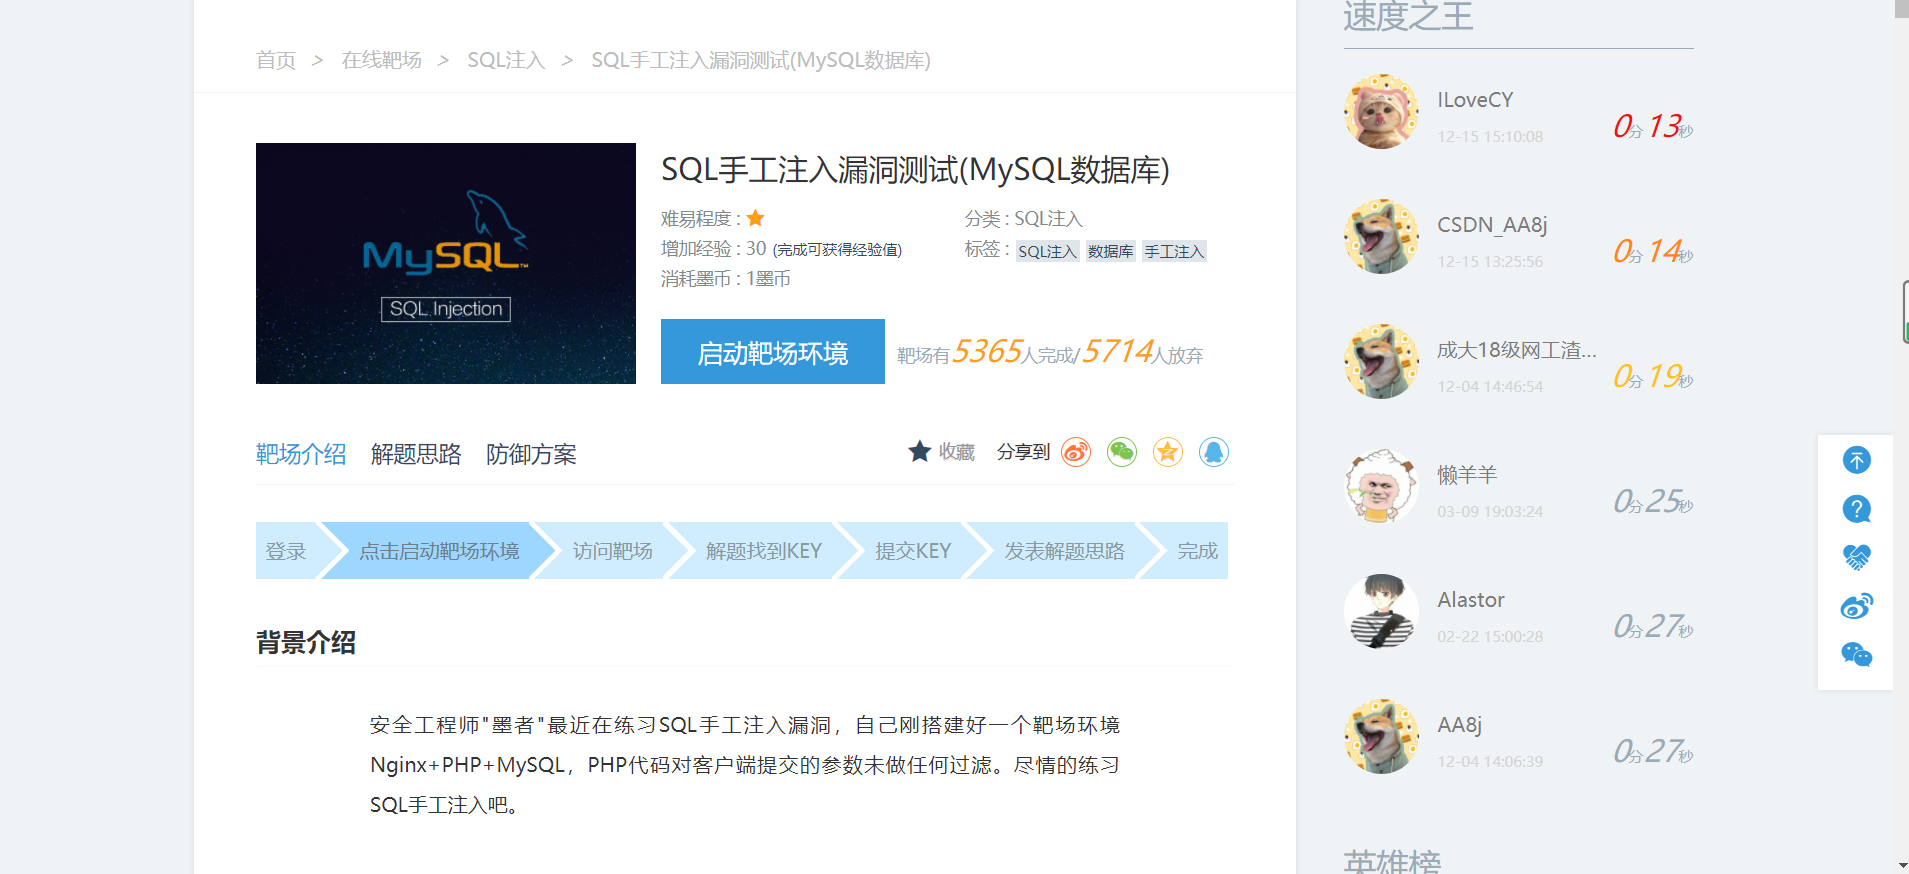 首页 > 在线靶场 > SQL注入 > SQL手工注入漏洞测试(MySQL数据库)
MySQL™
SQL Injection
SQL手工注入漏洞测试(MySQL数据库)
难易程度 :
分类 : SQL注入
增加经验 : 30 (完成可获得经验值)
标签 : SQL注入 数据库 手工注入
消耗墨币 : 1墨币
启动靶场环境
靶场有5365人完成/5714人放弃
靶场介绍 解题思路 防御方案
收藏 分享到
登录 点击启动靶场环境 访问靶场 解题找到KEY 提交KEY 发表解题思路 完成
背景介绍
安全工程师"墨者"最近在练习SQL手工注入漏洞，自己刚搭建好一个靶场环境
Nginx+PHP+MySQL，PHP代码对客户端提交的参数未做任何过滤。尽情的练习
SQL手工注入吧。
速度之王
ILoveCY
12-15 15:10:08
0分 13秒
CSDN_AA8j
12-15 13:25:56
0分 14秒
成大18级网工渣...
12-04 14:46:54
0分 19秒
懒羊羊
03-09 19:03:24
0分25秒
Alastor
02-22 15:00:28
0分27秒
AA8j
12-04 14:06:39
0分27秒
英雄榜